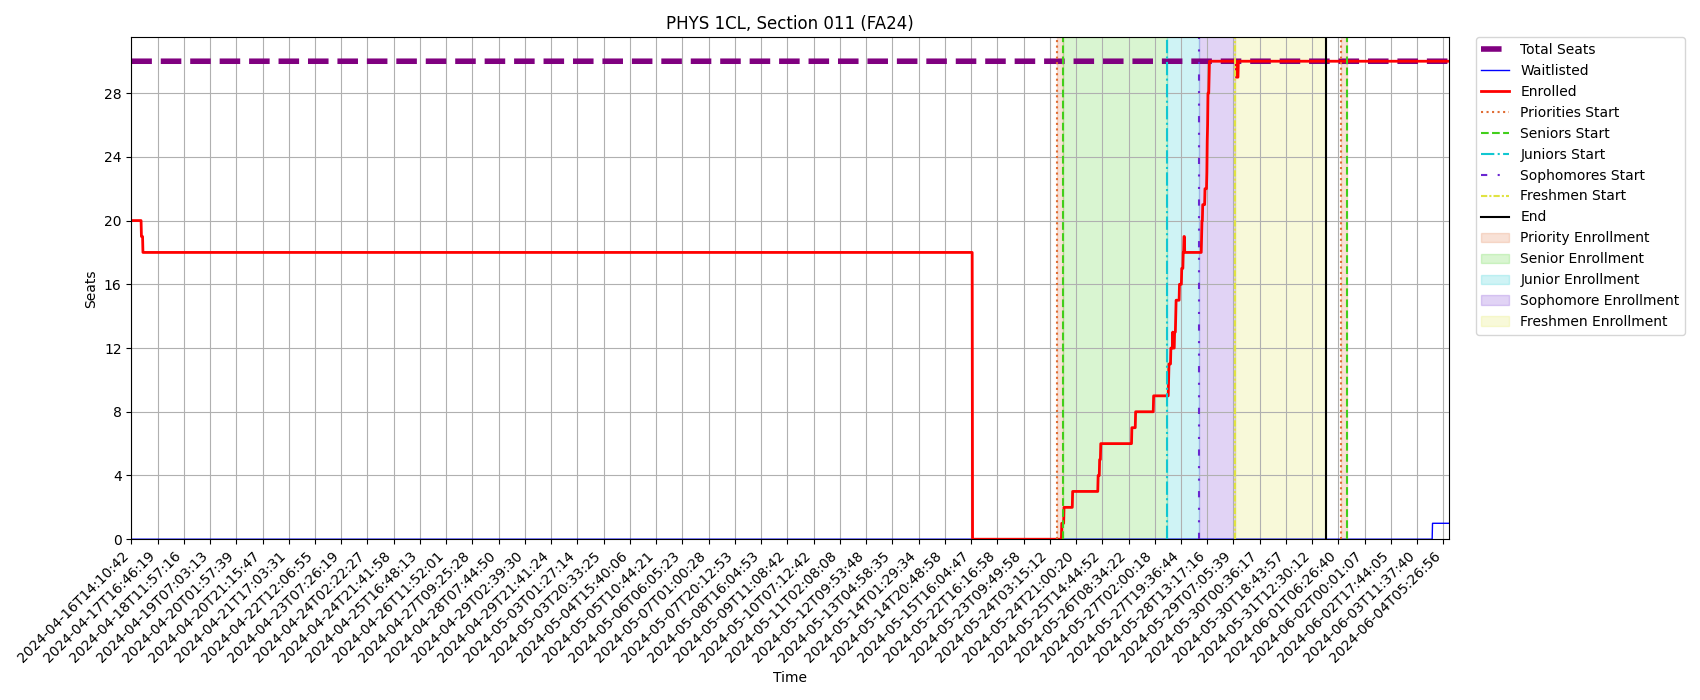 PHYS 1CL, Section 011 (FA24)
Seats
28
24
20
16
12
8
4
0
2024-04-16T14:10:42
2024-04-17T16:46:19
2024-04-18T11:57:16
2024-04-19T07:03:13
2024-04-20T01:57:39
2024-04-20T21:15:47
2024-04-21T17:03:31
2024-04-22T12:06:55
2024-04-23T07:26:19
2024-04-24T02:22:27
2024-04-24T21:41:58
2024-04-25T16:48:13
2024-04-26T11:52:01
2024-04-27T09:25:28
2024-04-28T07:44:50
2024-04-29T02:39:30
2024-04-29T21:41:24
2024-05-03T01:27:14
2024-05-03T20:33:25
2024-05-04T15:40:06
2024-05-05T10:44:21
2024-05-06T06:05:23
2024-05-07T01:00:28
2024-05-07T20:12:53
2024-05-08T16:04:53
2024-05-09T11:08:42
2024-05-10T07:12:42
2024-05-11T02:08:08
2024-05-12T09:53:48
2024-05-13T04:58:35
2024-05-14T01:29:34
2024-05-14T20:48:58
2024-05-15T16:04:47
2024-05-22T16:16:58
2024-05-23T09:49:58
2024-05-24T03:15:12
2024-05-24T21:00:20
2024-05-25T14:44:52
2024-05-26T08:34:22
2024-05-27T02:00:18
2024-05-27T19:36:44
2024-05-28T13:17:16
2024-05-29T07:05:39
2024-05-30T00:36:17
2024-05-30T18:43:57
2024-05-31T12:30:12
2024-06-01T06:26:40
2024-06-02T00:01:07
2024-06-02T17:44:05
2024-06-03T11:37:40
2024-06-04T05:26:56
Time
Total Seats
Waitlisted
Enrolled
Priorities Start
Seniors Start
Juniors Start
Sophomores Start
Freshmen Start
End
Priority Enrollment
Senior Enrollment
Junior Enrollment
Sophomore Enrollment
Freshmen Enrollment